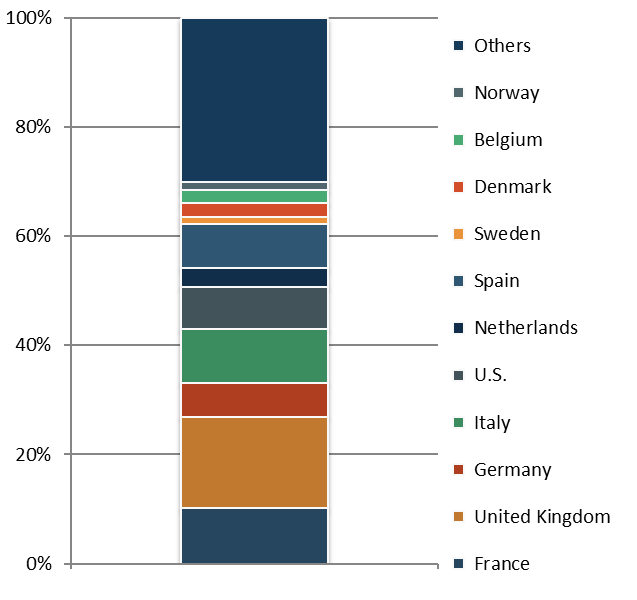 100%
80%
60%
40%
20%
0%
Others
Norway
Belgium
Denmark
Sweden
Spain
Netherlands
U.S.
Italy
Germany
United Kingdom
France